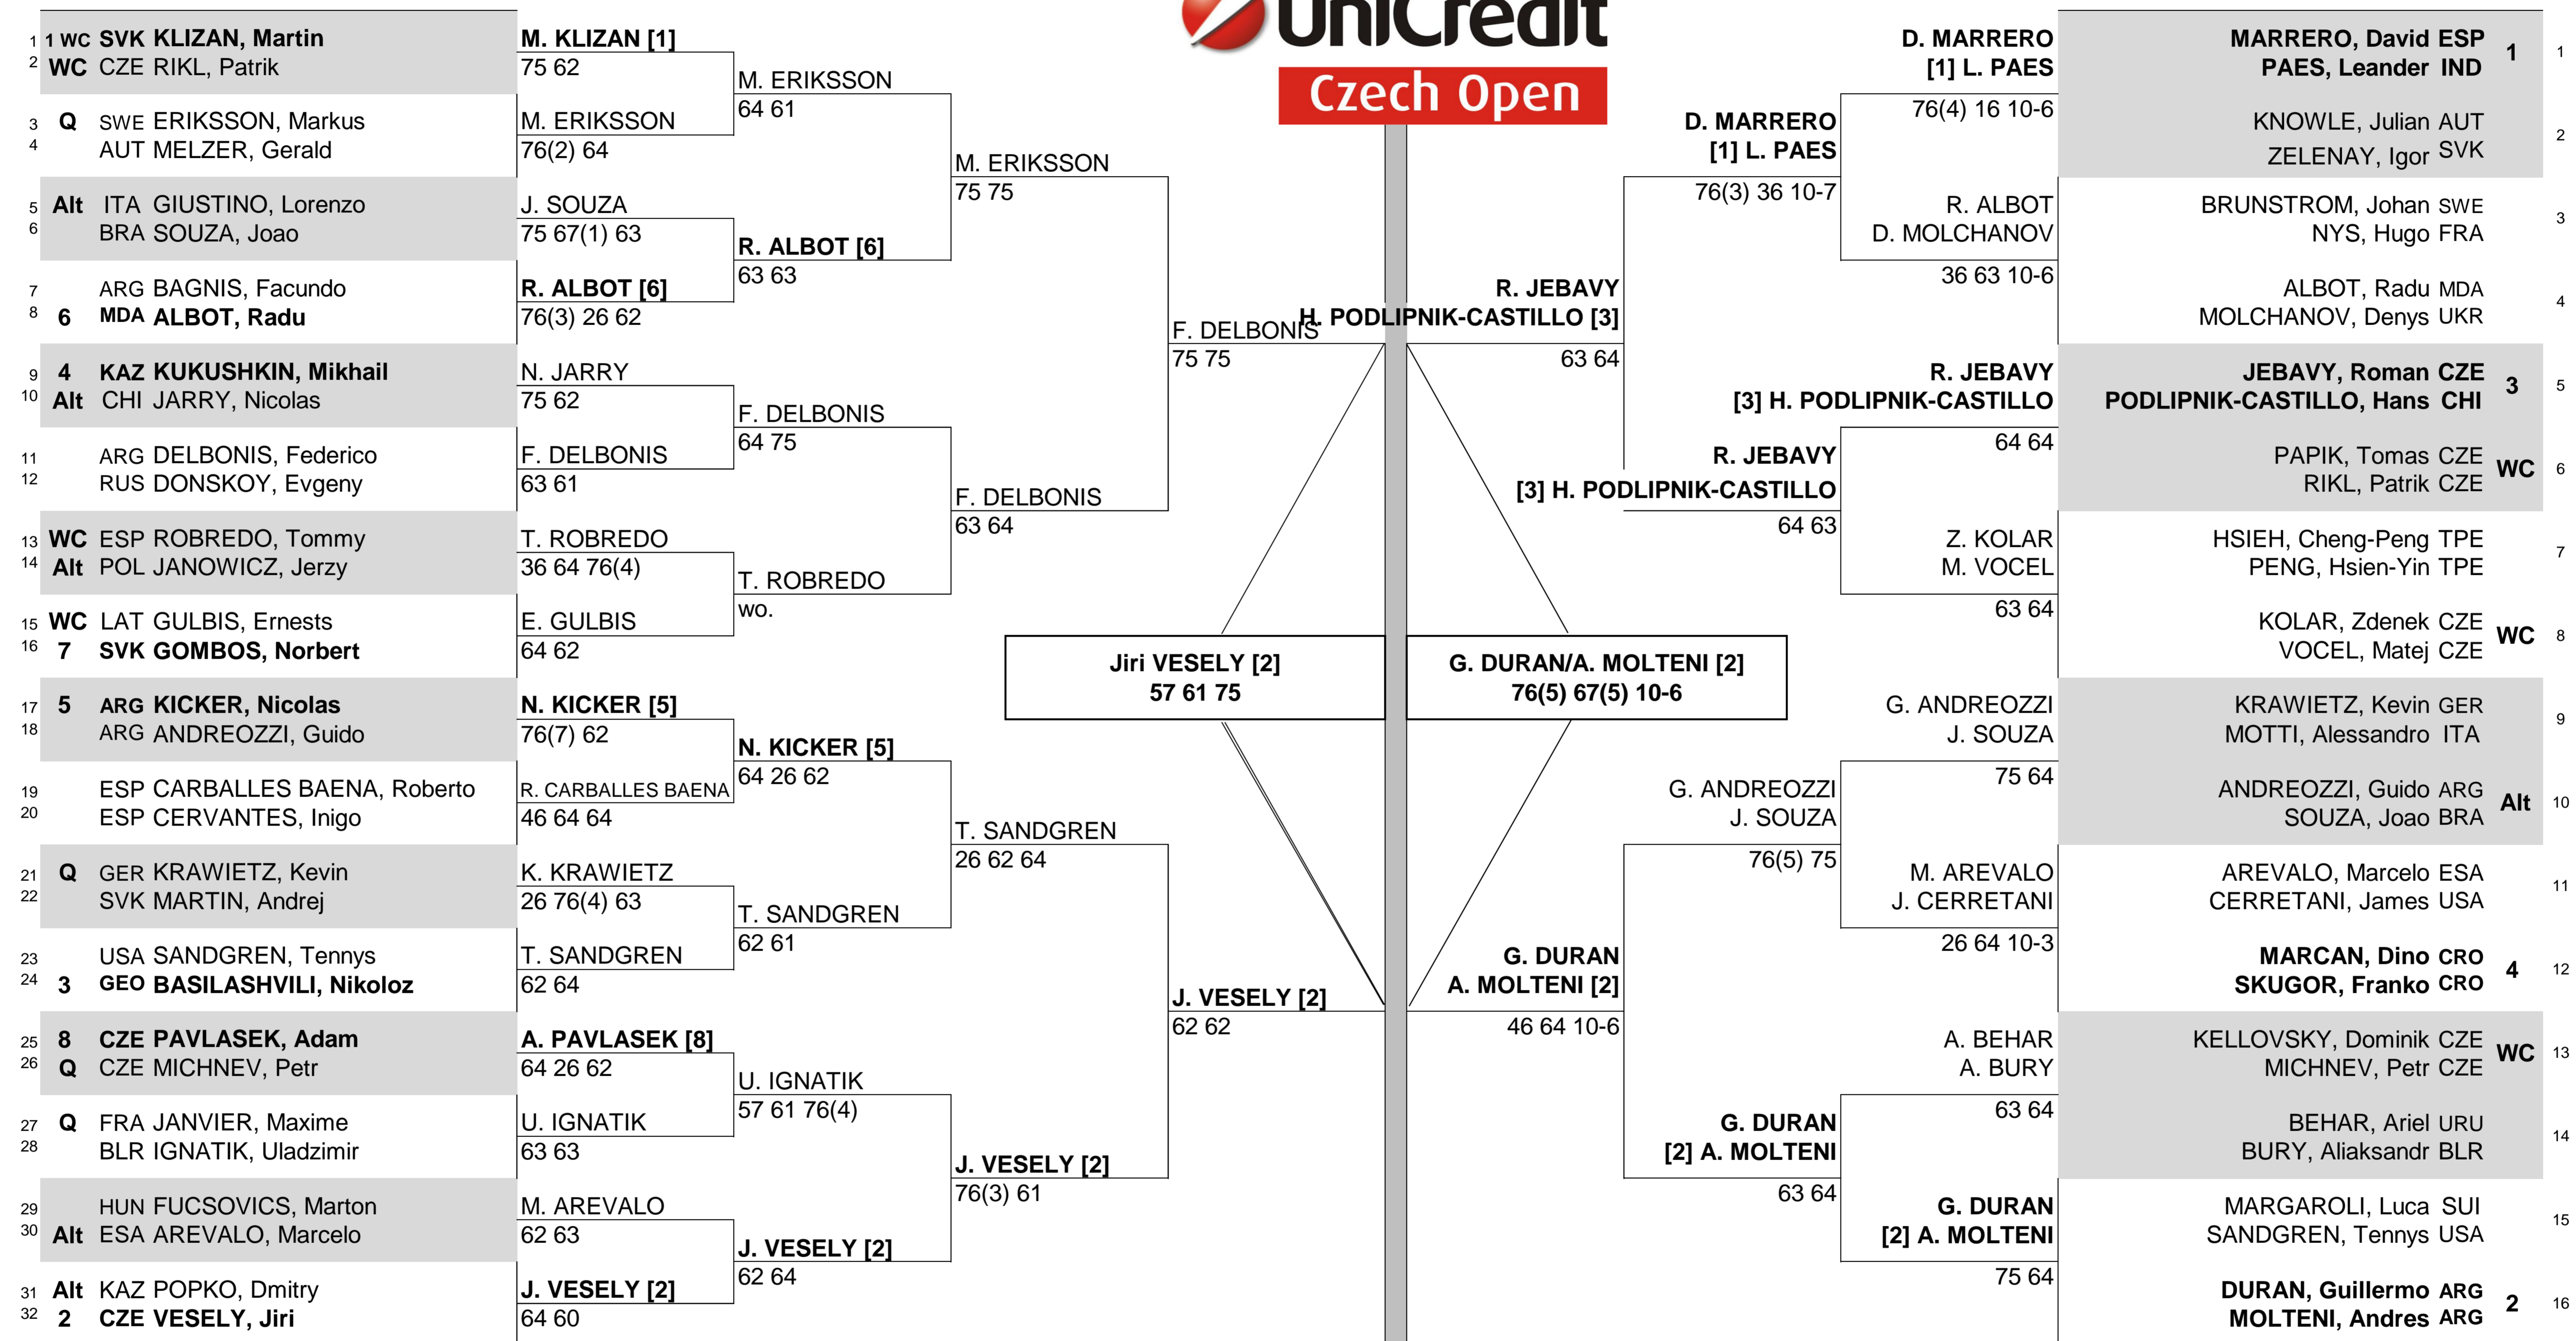 UniCredit
Czech Open
1 1 WC SVK KLIZAN, Martin
2 WC CZE RIKL, Patrik
3 Q SWE ERIKSSON, Markus
4 AUT MELZER, Gerald
5 Alt ITA GIUSTINO, Lorenzo
6 BRA SOUZA, Joao
7 ARG BAGNIS, Facundo
8 6 MDA ALBOT, Radu
9 4 KAZ KUKUSHKIN, Mikhail
10 Alt CHI JARRY, Nicolas
11 ARG DELBONIS, Federico
12 RUS DONSKOY, Evgeny
13 WC ESP ROBREDO, Tommy
14 Alt POL JANOWICZ, Jerzy
15 WC LAT GULBIS, Ernests
16 7 SVK GOMBOS, Norbert
17 5 ARG KICKER, Nicolas
18 ARG ANDREOZZI, Guido
19 ESP CARBALLES BAENA, Roberto
20 ESP CERVANTES, Inigo
21 Q GER KRAWIETZ, Kevin
22 SVK MARTIN, Andrej
23 USA SANDGREN, Tennys
24 3 GEO BASILASHVILI, Nikoloz
25 8 CZE PAVLASEK, Adam
26 Q CZE MICHNEV, Petr
27 Q FRA JANVIER, Maxime
28 BLR IGNATIK, Uladzimir
29 HUN FUCSOVICS, Marton
30 Alt ESA AREVALO, Marcelo
31 Alt KAZ POPKO, Dmitry
32 2 CZE VESELY, Jiri
M. KLIZAN [1]
75 62
M. ERIKSSON
76(2) 64
J. SOUZA
75 67(1) 63
R. ALBOT [6]
76(3) 26 62
N. JARRY
75 62
F. DELBONIS
63 61
T. ROBREDO
36 64 76(4)
E. GULBIS
64 62
N. KICKER [5]
76(7) 62
R. CARBALLES BAENA
46 64 64
K. KRAWIETZ
26 76(4) 63
T. SANDGREN
62 64
A. PAVLASEK [8]
64 26 62
U. IGNATIK
63 63
M. AREVALO
62 63
J. VESELY [2]
64 60
M. ERIKSSON
64 61
R. ALBOT [6]
63 63
F. DELBONIS
64 75
T. ROBREDO
wo.
N. KICKER [5]
64 26 62
T. SANDGREN
62 61
U. IGNATIK
57 61 76(4)
J. VESELY [2]
62 64
M. ERIKSSON
75 75
F. DELBONIS
63 64
T. SANDGREN
26 62 64
J. VESELY [2]
76(3) 61
F. DELBONIS
75 75
J. VESELY [2]
62 62
Jiri VESELY [2]
57 61 75
G. DURAN/A. MOLTENI [2]
76(5) 67(5) 10-6
R. JEBAVY
H. PODLIPNIK-CASTILLO [3]
63 64
G. DURAN
A. MOLTENI [2]
46 64 10-6
D. MARRERO
[1] L. PAES
76(3) 36 10-7
R. JEBAVY
[3] H. PODLIPNIK-CASTILLO
64 63
G. ANDREOZZI
J. SOUZA
76(5) 75
G. DURAN
[2] A. MOLTENI
63 64
D. MARRERO
[1] L. PAES
76(4) 16 10-6
R. ALBOT
D. MOLCHANOV
36 63 10-6
R. JEBAVY
[3] H. PODLIPNIK-CASTILLO
64 64
Z. KOLAR
M. VOCEL
63 64
G. ANDREOZZI
J. SOUZA
75 64
M. AREVALO
J. CERRETANI
26 64 10-3
A. BEHAR
A. BURY
63 64
G. DURAN
[2] A. MOLTENI
75 64
MARRERO, David ESP 1 1
PAES, Leander IND
KNOWLE, Julian AUT 2
ZELENAY, Igor SVK
BRUNSTROM, Johan SWE 3
NYS, Hugo FRA
ALBOT, Radu MDA 4
MOLCHANOV, Denys UKR
JEBAVY, Roman CZE 3 5
PODLIPNIK-CASTILLO, Hans CHI
PAPIK, Tomas CZE WC 6
RIKL, Patrik CZE
HSIEH, Cheng-Peng TPE 7
PENG, Hsien-Yin TPE
KOLAR, Zdenek CZE WC 8
VOCEL, Matej CZE
KRAWIETZ, Kevin GER 9
MOTTI, Alessandro ITA
ANDREOZZI, Guido ARG Alt 10
SOUZA, Joao BRA
AREVALO, Marcelo ESA 11
CERRETANI, James USA
MARCAN, Dino CRO 4 12
SKUGOR, Franko CRO
KELLOVSKY, Dominik CZE WC 13
MICHNEV, Petr CZE
BEHAR, Ariel URU 14
BURY, Aliaksandr BLR
MARGAROLI, Luca SUI 15
SANDGREN, Tennys USA
DURAN, Guillermo ARG 2 16
MOLTENI, Andres ARG